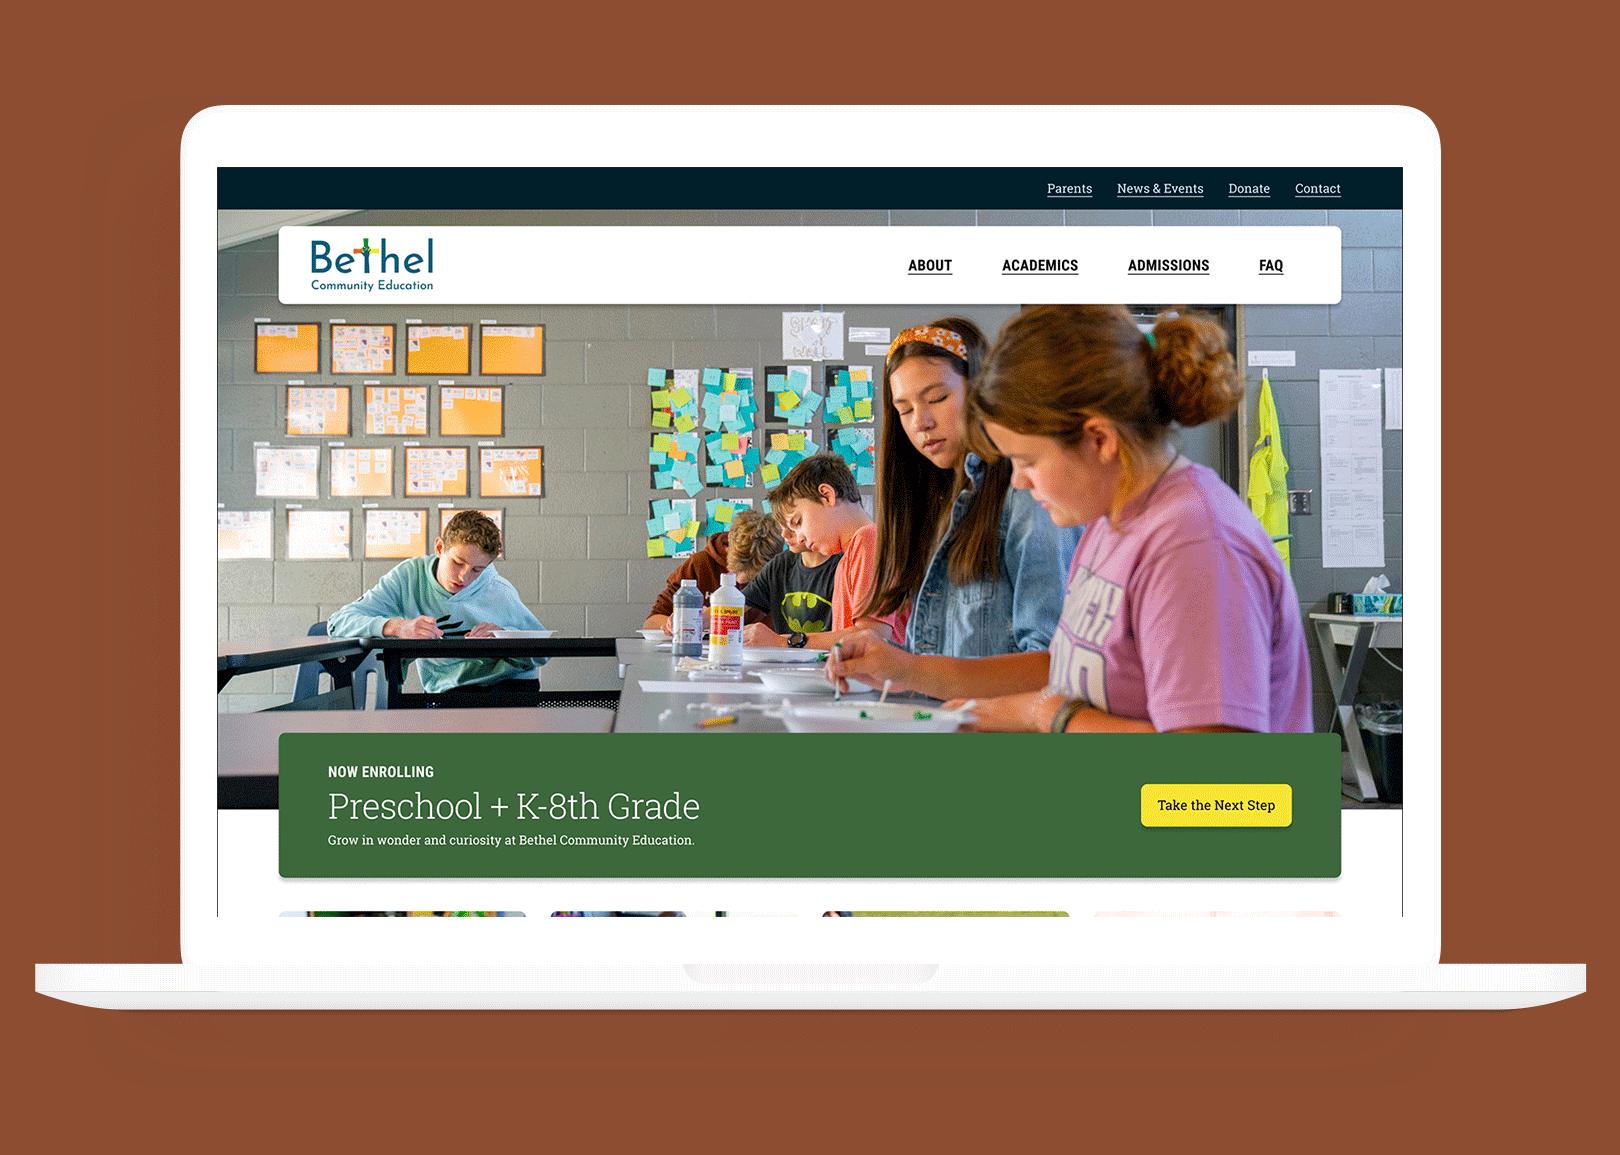 Parents News & Events Donate Contact
Bethel
Community Education
ABOUT ACADEMICS ADMISSIONS FAQ
NOW ENROLLING
Preschool + K-8th Grade
Grow in wonder and curiosity at Bethel Community Education.
Take the Next Step